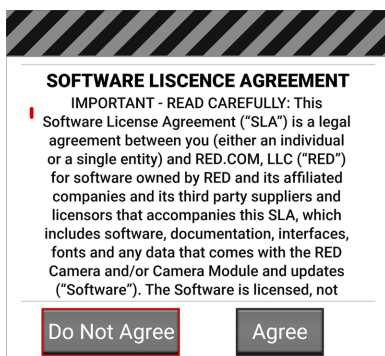 SOFTWARE LISCENCE AGREEMENT
IMPORTANT - READ CAREFULLY: This
Software License Agreement (“SLA”) is a legal
agreement between you (either an individual
or a single entity) and RED.COM, LLC (“RED”)
for software owned by RED and its affiliated
companies and its third party suppliers and
licensors that accompanies this SLA, which
includes software, documentation, interfaces,
fonts and any data that comes with the RED
Camera and/or Camera Module and updates
(“Software”). The Software is licensed, not
Do Not Agree
Agree